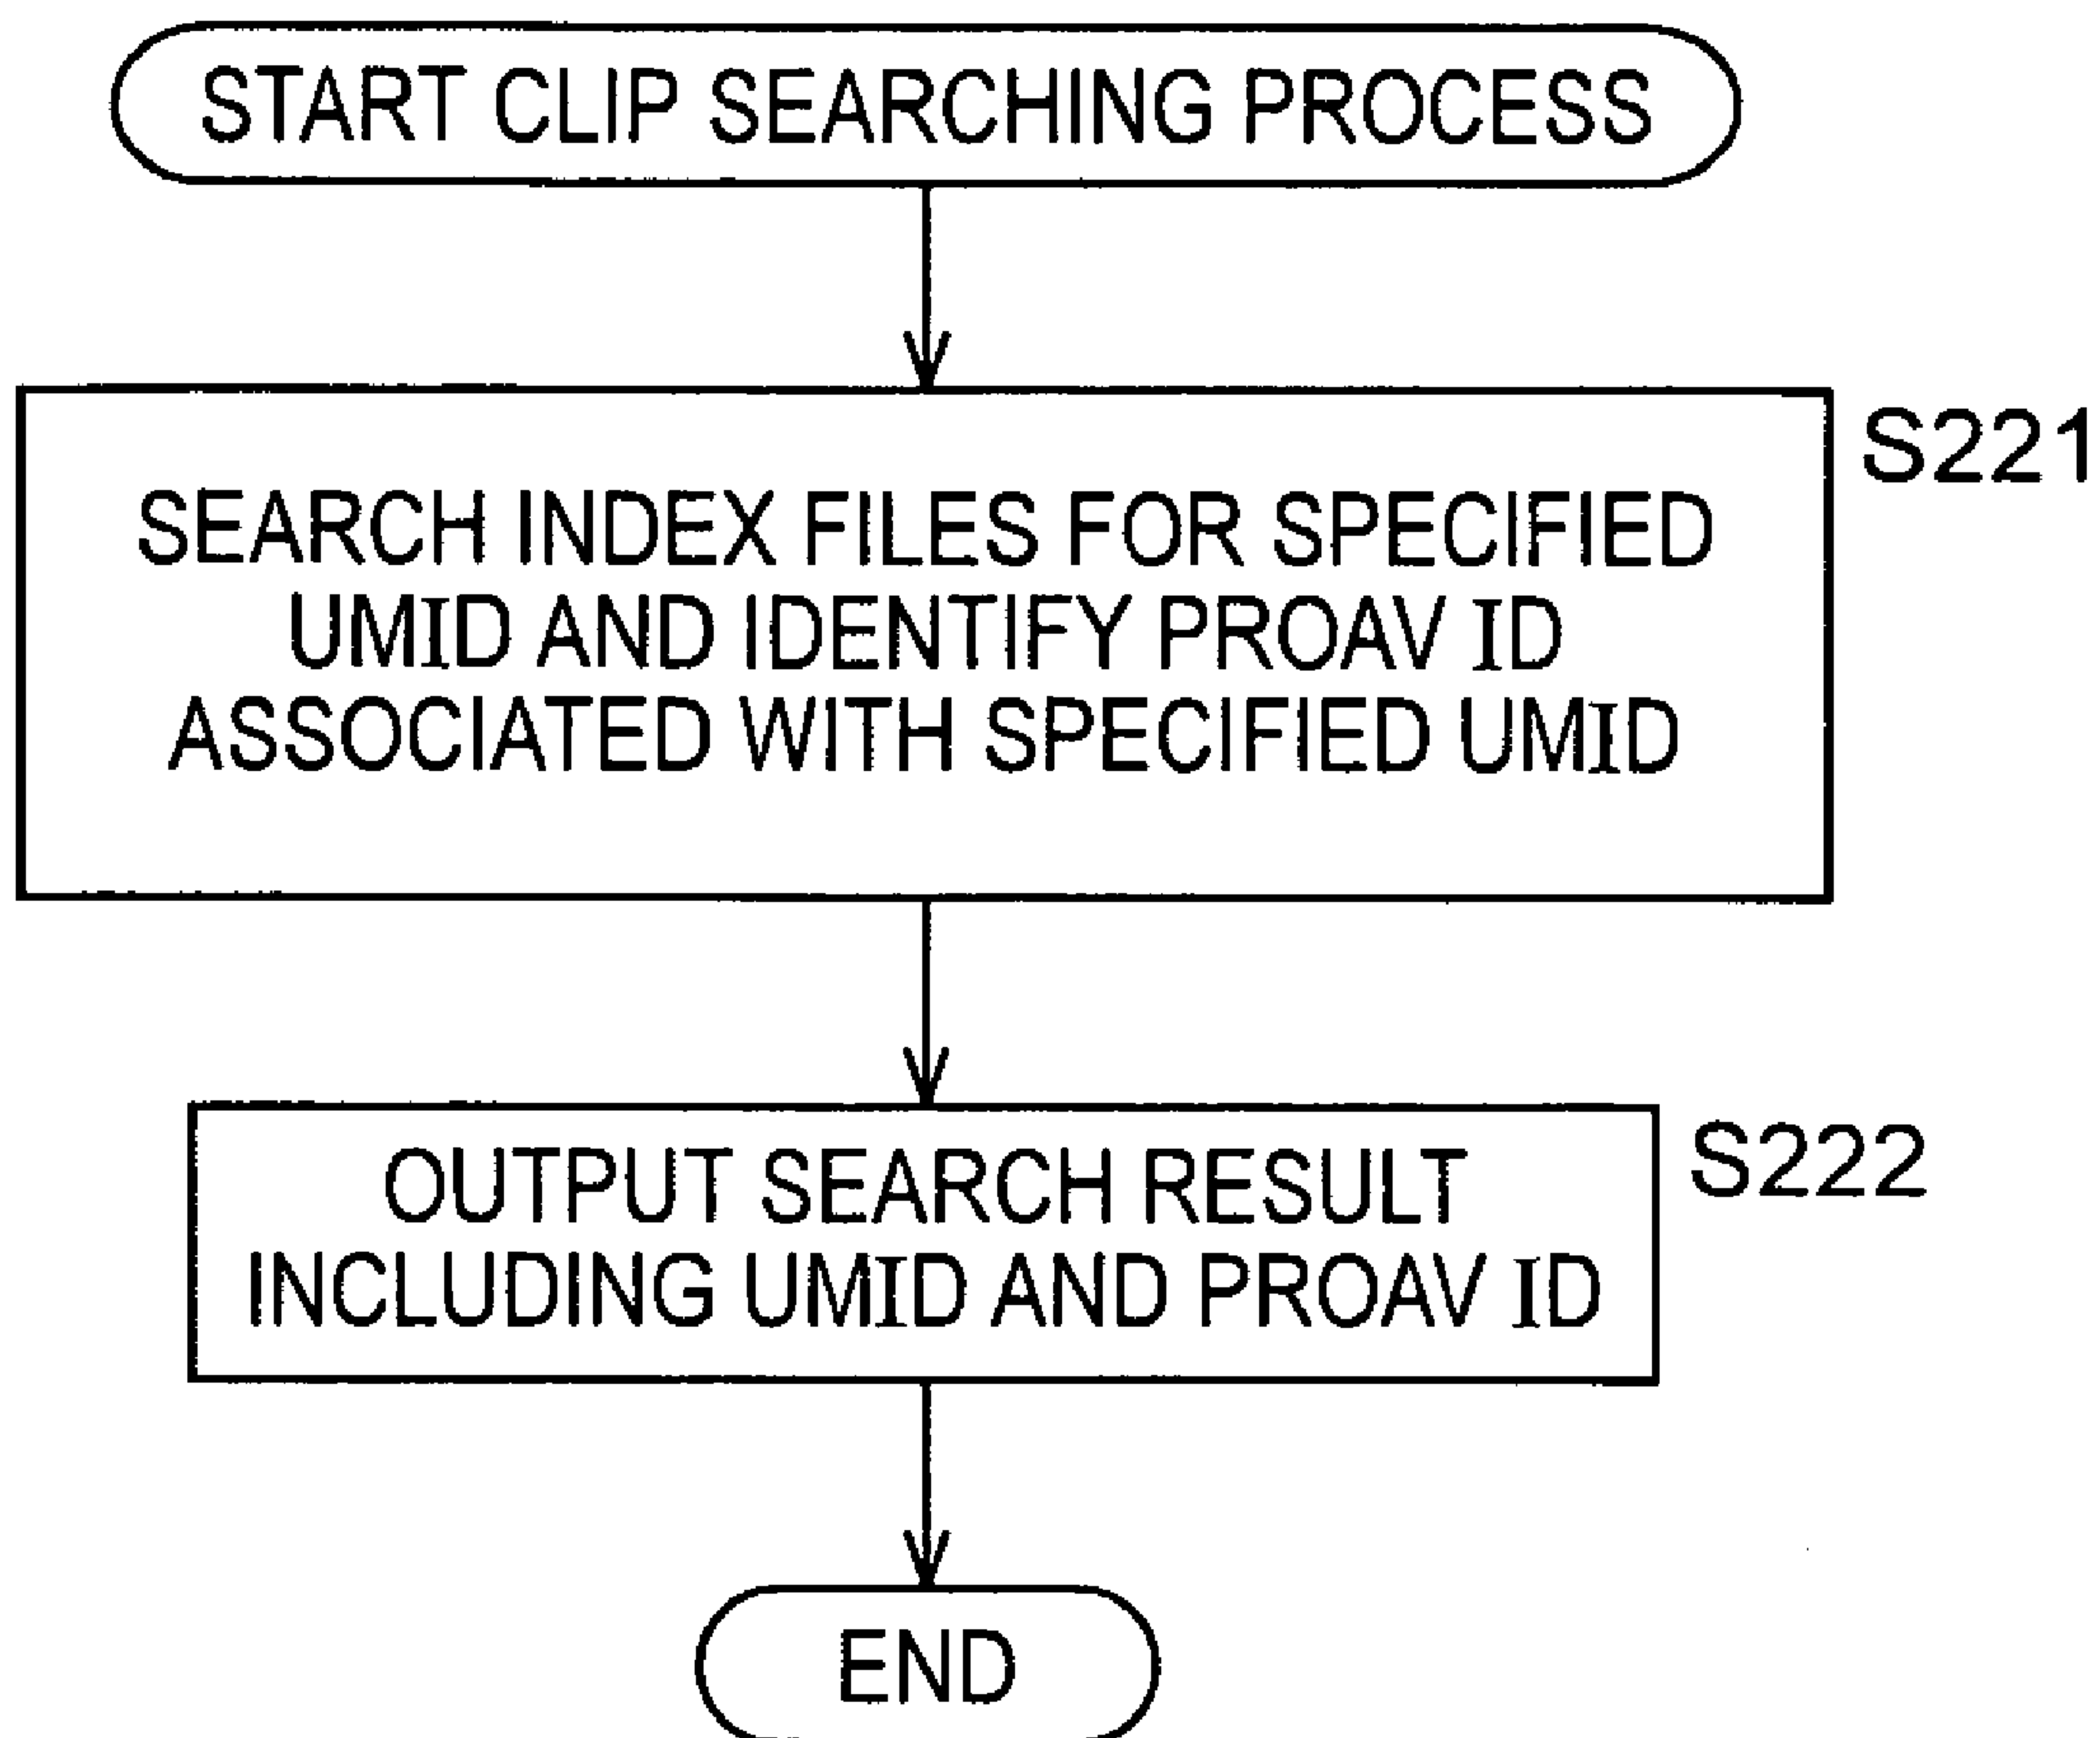 START CLIP SEARCHING PROCESS
S221
SEARCH INDEX FILES FOR SPECIFIED
UMID AND IDENTIFY PROAV ID
ASSOCIATED WITH SPECIFIED UMID
S222
OUTPUT SEARCH RESULT
INCLUDING UMID AND PROAV ID
END